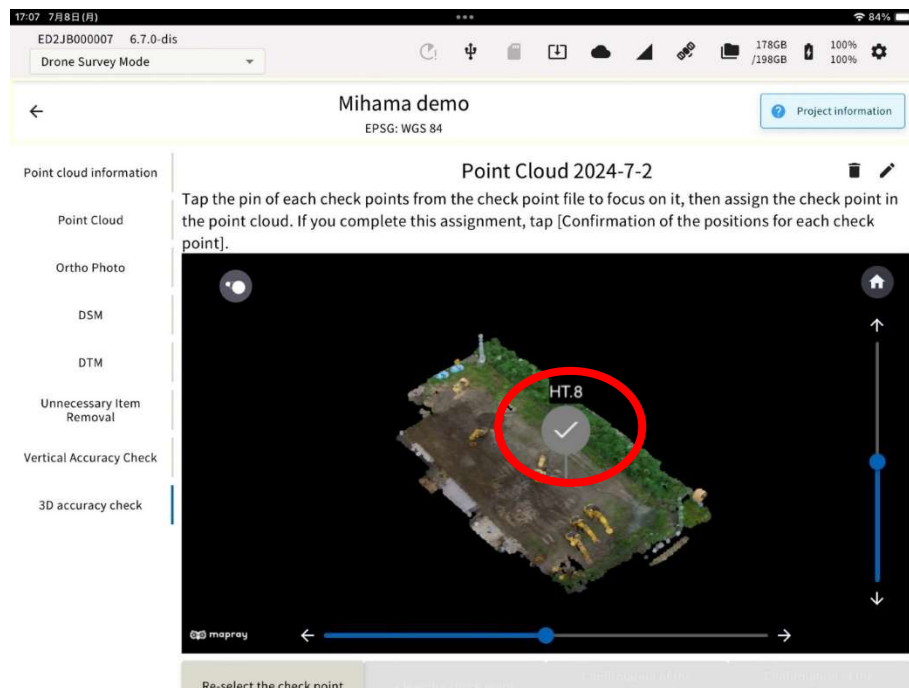 17:07 7月8日(月)
84%
ED2JB000007 6.7.0-dis
Drone Survey Mode
178GB
/198GB
100%
100%
Mihama demo
EPSG: WGS 84
Project information
Point cloud information
Point Cloud
Ortho Photo
DSM
DTM
Unnecessary Item
Removal
Vertical Accuracy Check
3D accuracy check
Point Cloud 2024-7-2
Tap the pin of each check points from the check point file to focus on it, then assign the check point in
the point cloud. If you complete this assignment, tap [Confirmation of the positions for each check
point].
HT.8
mapray
Re-select the check point